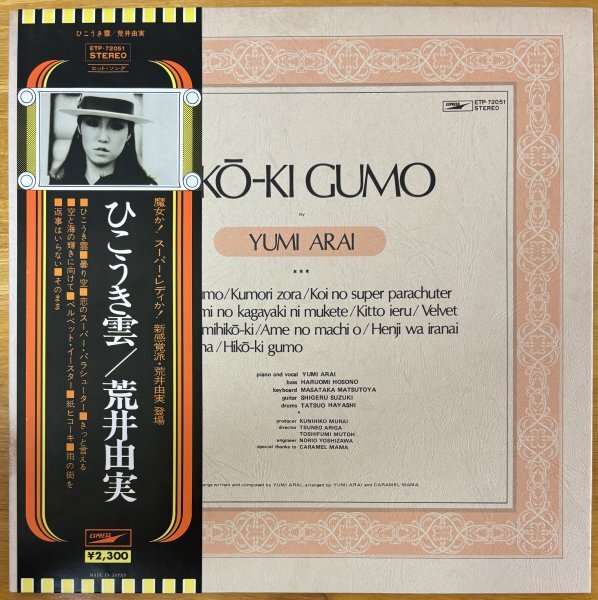 ひこうき雲/荒井由実
ETP-72051
STEREO
ヒット・ソング
ひこうき雲/荒井由実
魔女か!スーパー・レディか!新感覚派・荒井由実 登場
■ひこうき雲■曇り空■恋のスーパー・パラシューター■きっと言える
■空と海の輝きに向けて■ベルベット・イースター■紙ヒコーキ■雨の街を
■返事はいらない■そのまま
EXPRESS
¥2,300
MADE IN JAPAN
EXPRESS
ETP-72051
STEREO
KŌ-KI GUMO
by
YUMI ARAI
***
umo/Kumori zora/Koi no super parachuter
mi no kagayaki ni mukete/Kitto ieru/Velvet
mihikō-ki/Ame no machi o/Henji wa iranai
ma/Hikō-ki gumo
piano and vocal YUMI ARAI
bass HARUOMI HOSONO
keyboard MASATAKA MATSUTOYA
guitar SHIGERU SUZUKI
drums TATSUO HAYASHI
*
producer KUNIHIKO MURAI
director TSUNEO ARIGA
TOSHIFUMI MUTOH
engineer NORIO YOSHIZAWA
special thanks to CARAMEL MAMA
songs written and composed by YUMI ARAI, arranged by YUMI ARAI and CARAMEL MAMA